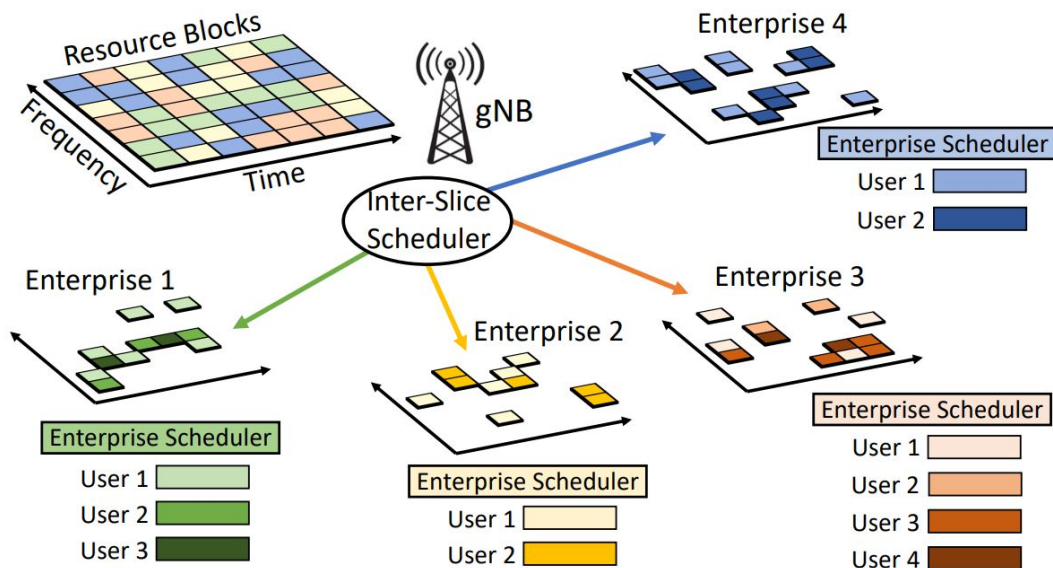 Resource Blocks
Frequency
Time
gNB
Inter-Slice
Scheduler
Enterprise 4
Enterprise Scheduler
User 1
User 2
Enterprise 1
Enterprise Scheduler
User 1
User 2
User 3
Enterprise 2
Enterprise Scheduler
User 1
User 2
Enterprise 3
Enterprise Scheduler
User 1
User 2
User 3
User 4